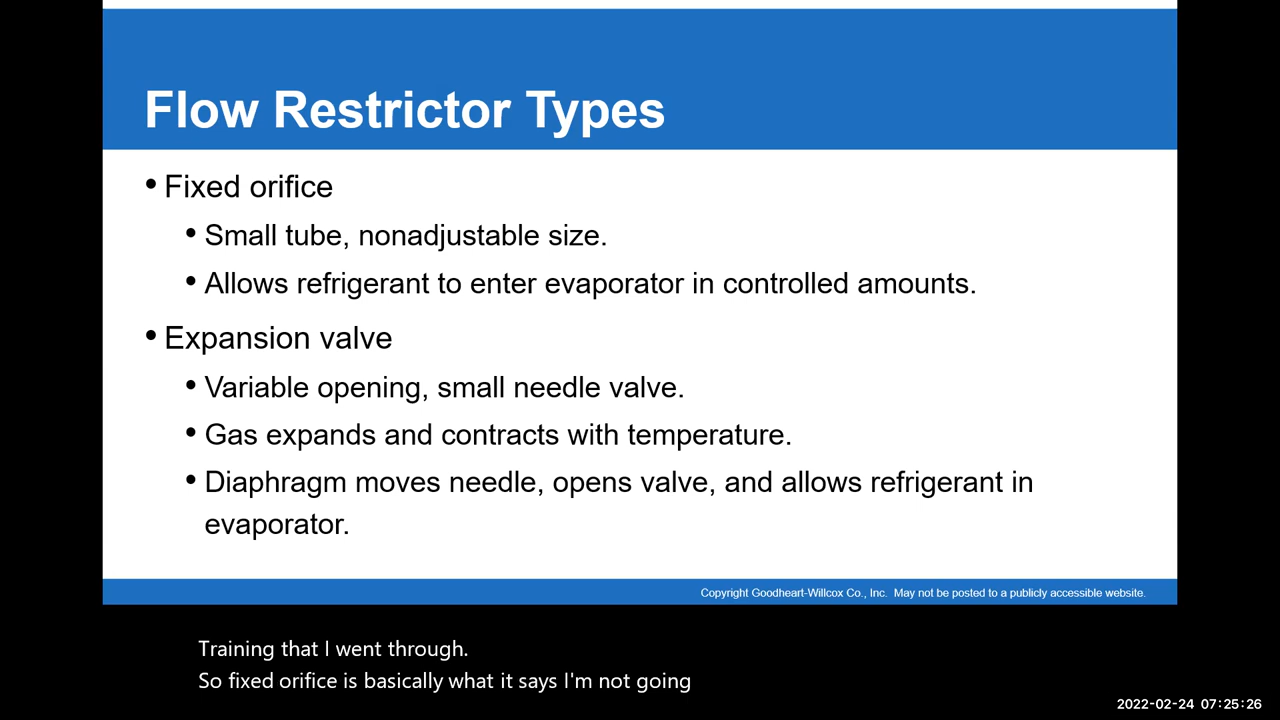 Flow Restrictor Types
• Fixed orifice
• Small tube, nonadjustable size.
• Allows refrigerant to enter evaporator in controlled amounts.
• Expansion valve
• Variable opening, small needle valve.
• Gas expands and contracts with temperature.
• Diaphragm moves needle, opens valve, and allows refrigerant in
evaporator.
Copyright Goodheart-Willcox Co., Inc.  May not be posted to a publicly accessible website.
Training that I went through.
So fixed orifice is basically what it says I'm not going
2022-02-24 07:25:26